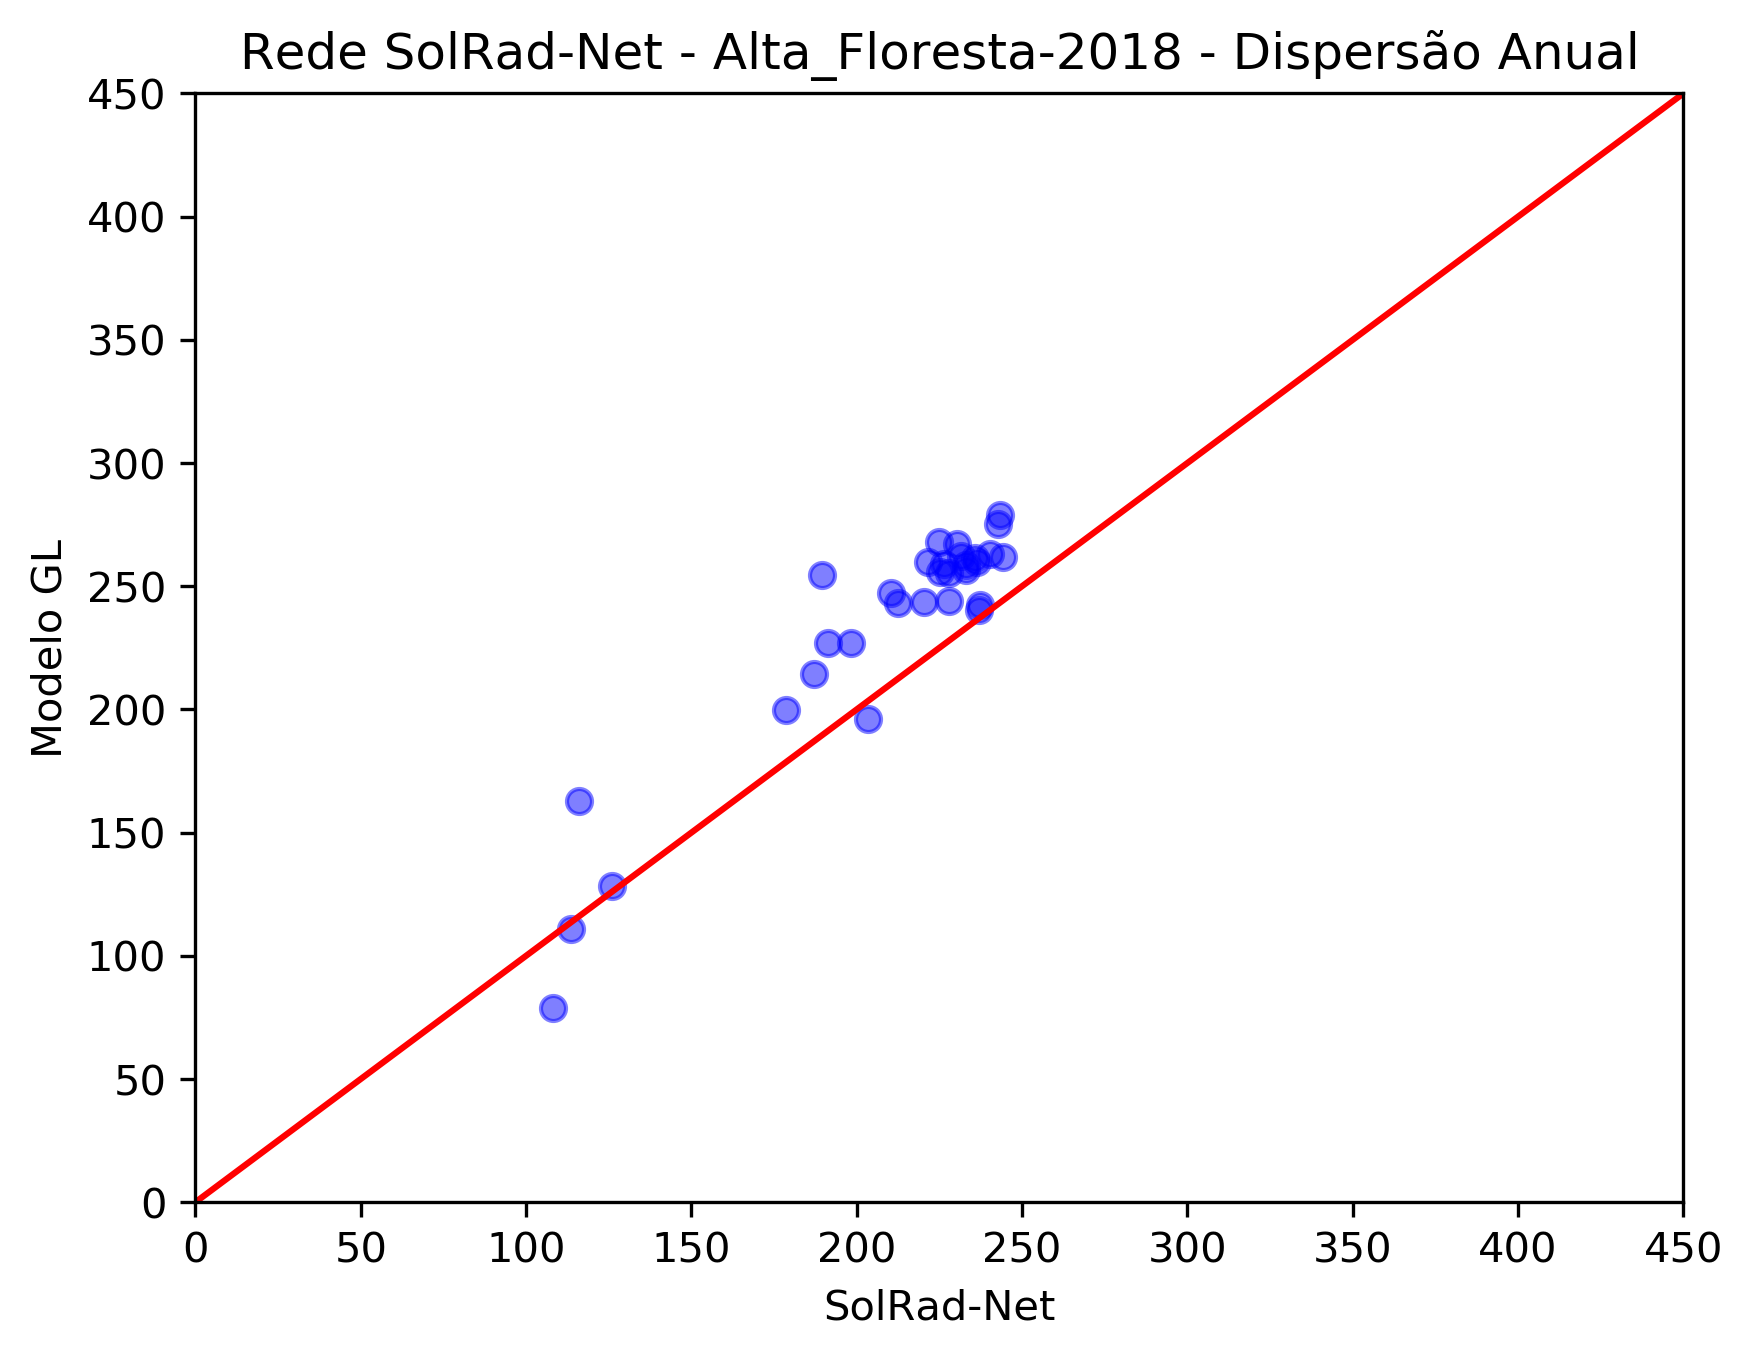 Rede SolRad-Net - Alta_Floresta-2018 - Dispersão Anual
450
400
350
300
250
200
150
100
50
0
Modelo GL
0 50 100 150 200 250 300 350 400 450
SolRad-Net